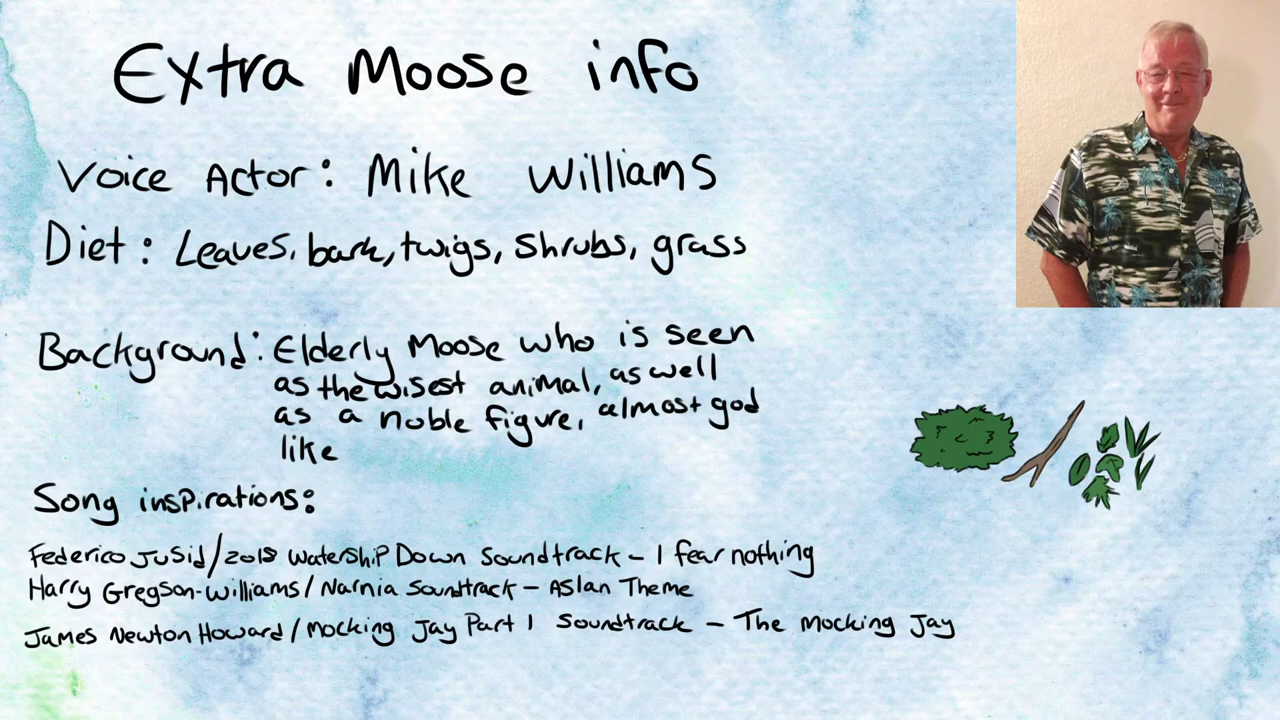 Extra Moose info
Voice Actor: Mike Williams
Diet: Leaves, bark, twigs, shrubs, grass
Background: Elderly Moose who is seen
as the wisest animal, as well
as a noble figure, almost god
like
Song inspirations:
Federico Jusid/2018 Watership Down Soundtrack - I fear nothing
Harry Gregson-Williams/Narnia Soundtrack - Aslan Theme
James Newton Howard/Mocking Jay Part 1 Soundtrack - The Mocking Jay